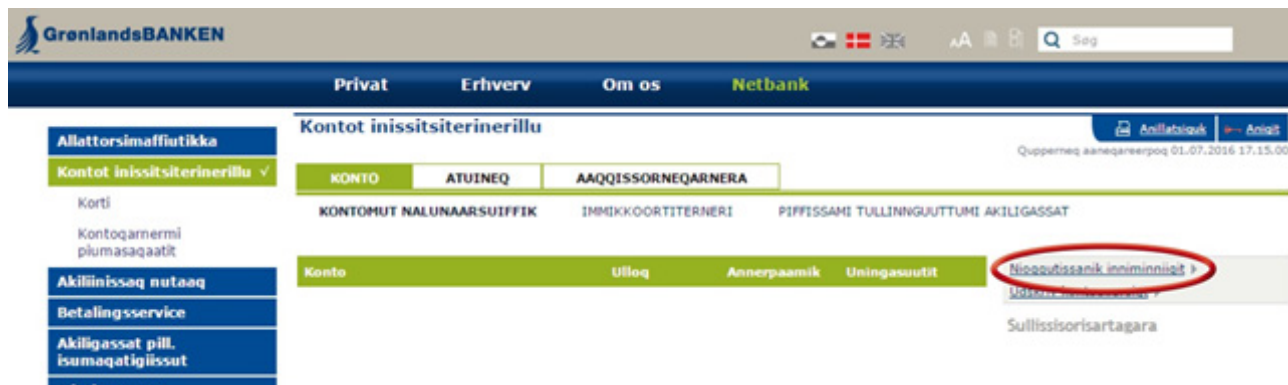 GrønlandsBANKEN
AA
Søg
Privat Erhverv Om os Netbank
Allattorsimaffiutikka
Kontot inissitsiterinerillu ✓
Korti
Kontoqarnermi
piumasaqaatit
Akiliinissaq nutaaq
Betalingsservice
Akiligassat pill.
isumaqatigiissut
Kontot inissitsiterinerillu
Anillatsiguk Anigit
Qupperneq aaneqareerpoq 01.07.2016 17.15.00
KONTO ATUINEQ AAQQISSORNEQARNERA
KONTOMUT NALUNAARSUIFFIK IMMIKKOORTITERNERI PIFFISSAMI TULLINNGUUTTUMI AKILIGASSAT
Konto Ulloq Annerpaamik Uningasuutit
Nioqqutissanik inniminniigit
Sullissisorisartagara